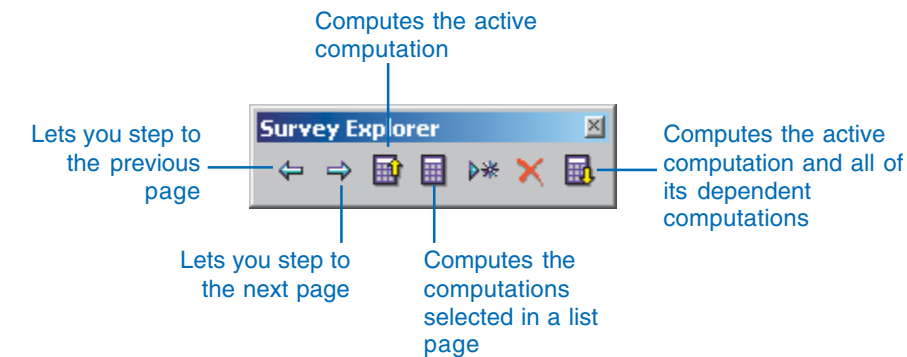 Computes the active
computation
Survey Explorer
Lets you step to
the previous
page
Computes the active
computation and all of
its dependent
computations
Lets you step to
the next page
Computes the
computations
selected in a list
page